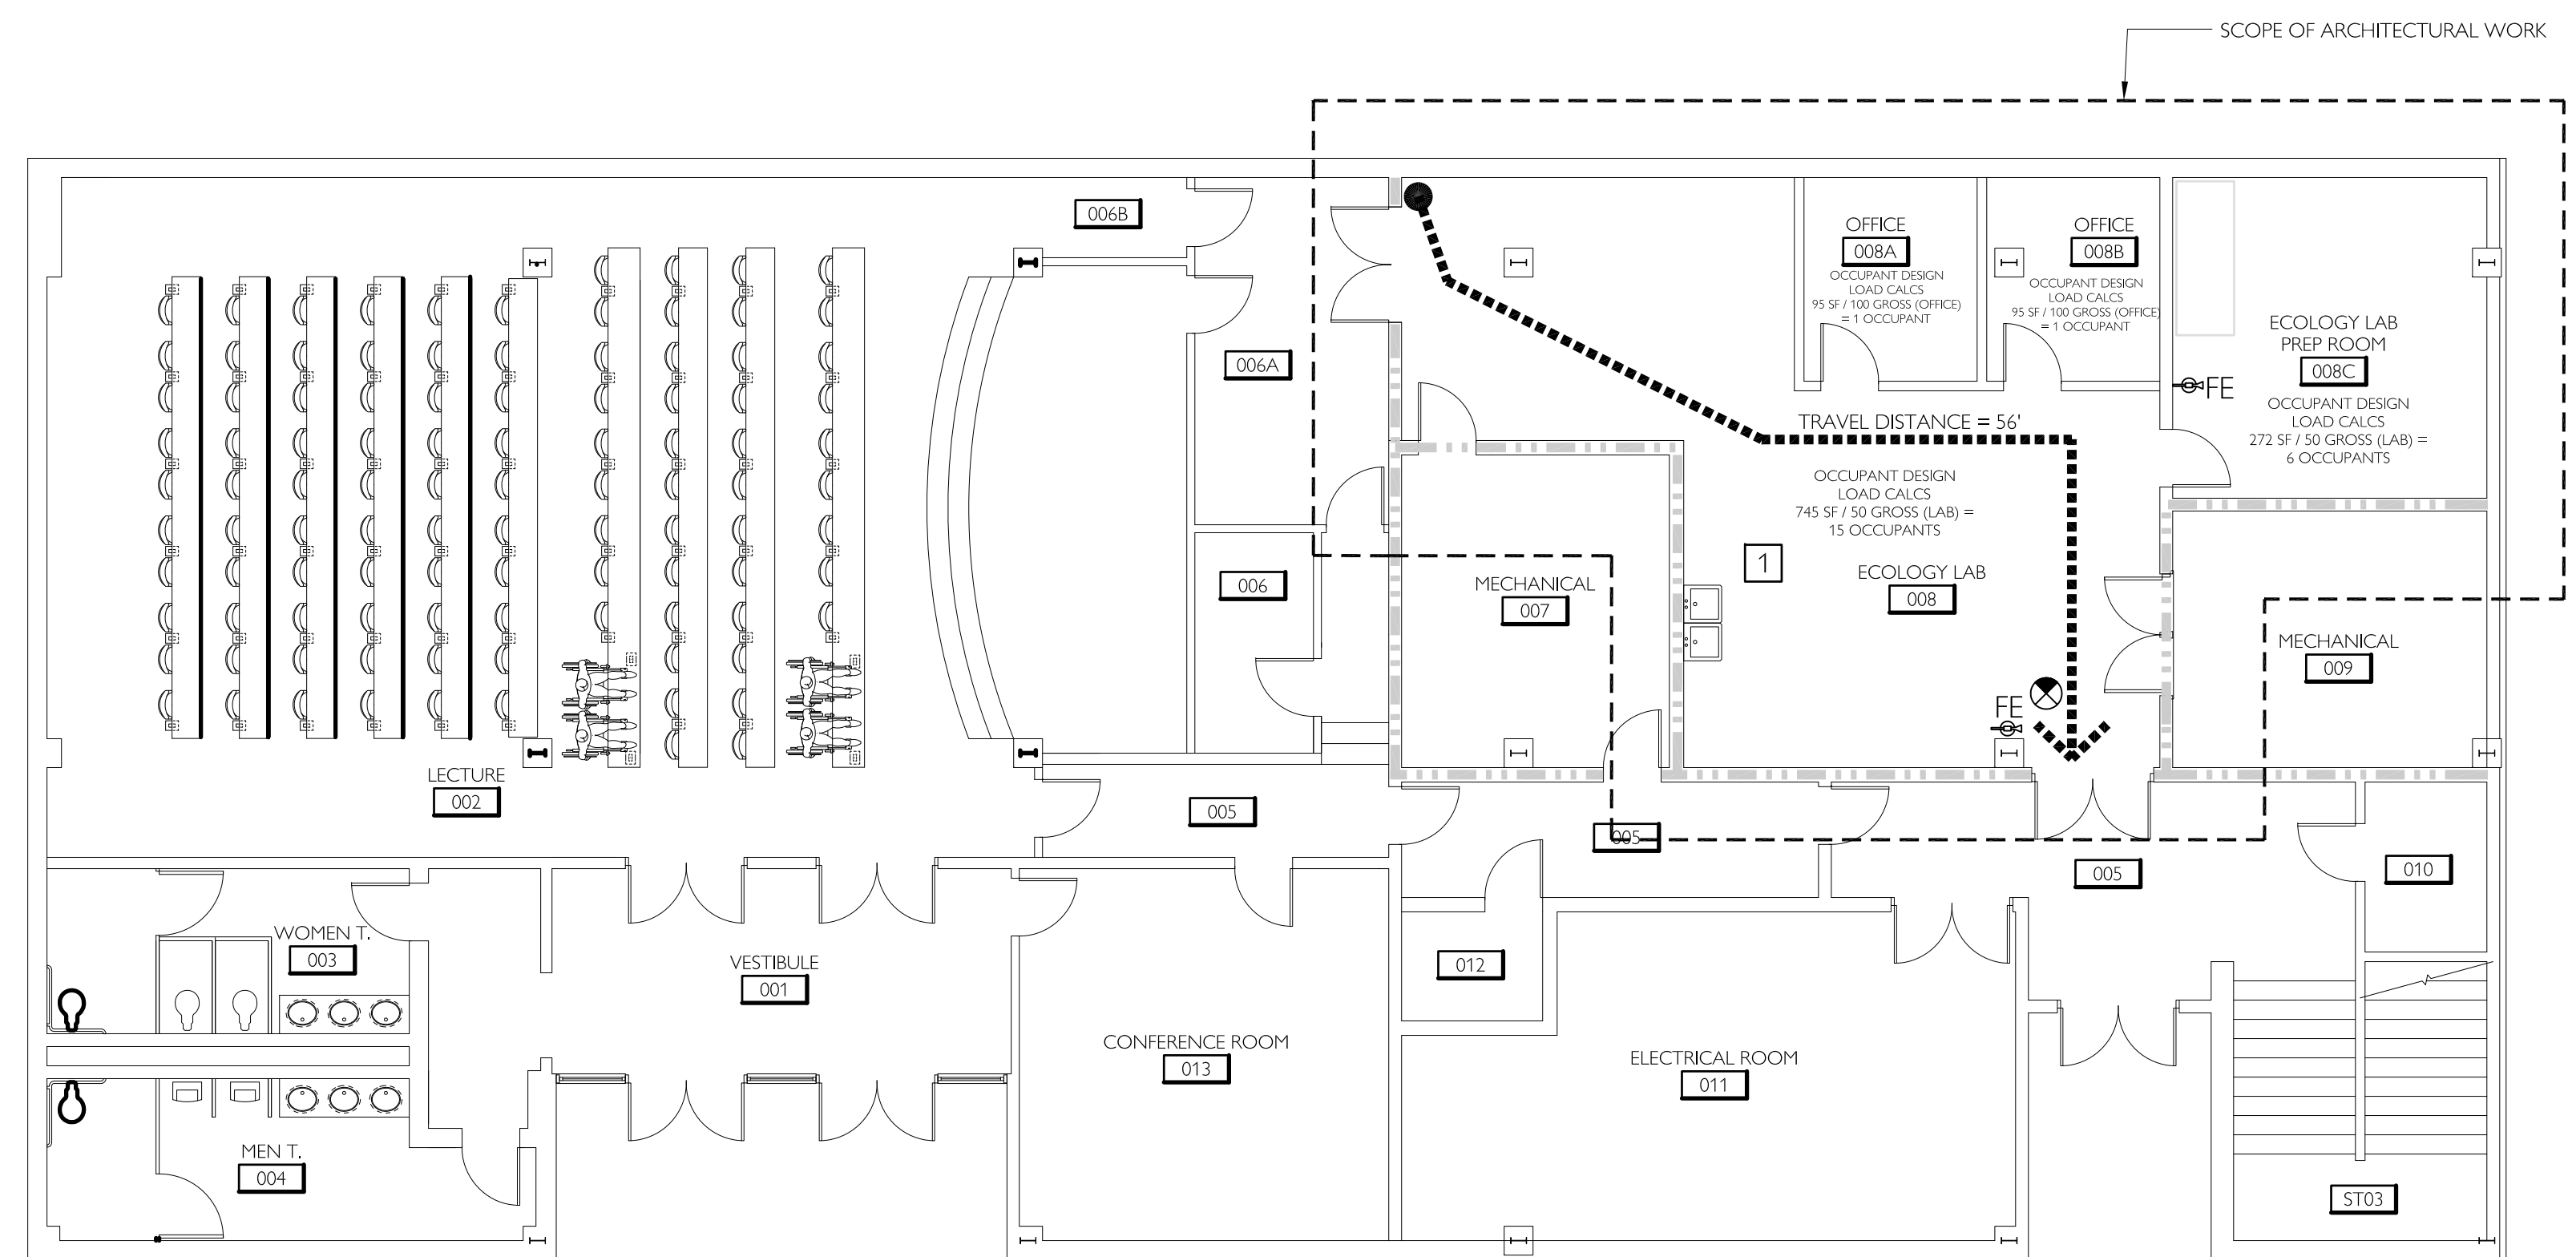 SCOPE OF ARCHITECTURAL WORK
006B
OFFICE
008A
OCCUPANT DESIGN
LOAD CALCS
95 SF / 100 GROSS (OFFICE)
= 1 OCCUPANT
OFFICE
008B
OCCUPANT DESIGN
LOAD CALCS
95 SF / 100 GROSS (OFFICE)
= 1 OCCUPANT
ECOLOGY LAB
PREP ROOM
008C
FE
OCCUPANT DESIGN
LOAD CALCS
272 SF / 50 GROSS (LAB) =
6 OCCUPANTS
006A
TRAVEL DISTANCE = 56'
OCCUPANT DESIGN
LOAD CALCS
745 SF / 50 GROSS (LAB) =
15 OCCUPANTS
1
ECOLOGY LAB
008
006
MECHANICAL
007
MECHANICAL
009
FE
LECTURE
002
005
005
005
010
WOMEN T.
003
VESTIBULE
001
012
CONFERENCE ROOM
013
ELECTRICAL ROOM
011
MEN T.
004
ST03